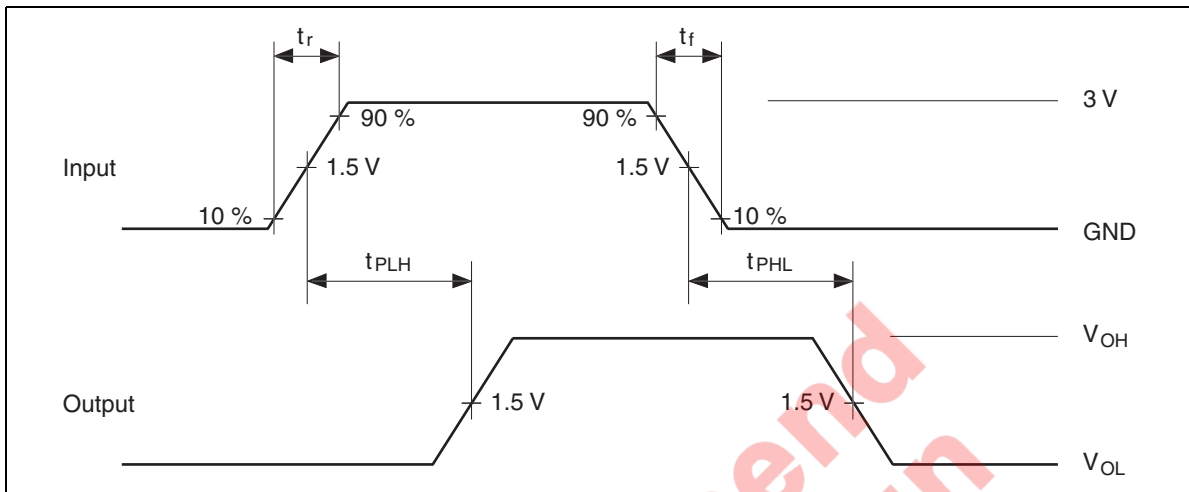 tr tf
3 V
90 % 90 %
Input 1.5 V 1.5 V
10 % 10 %
GND
tPLH tPHL
VOH
Output 1.5 V 1.5 V
VOL